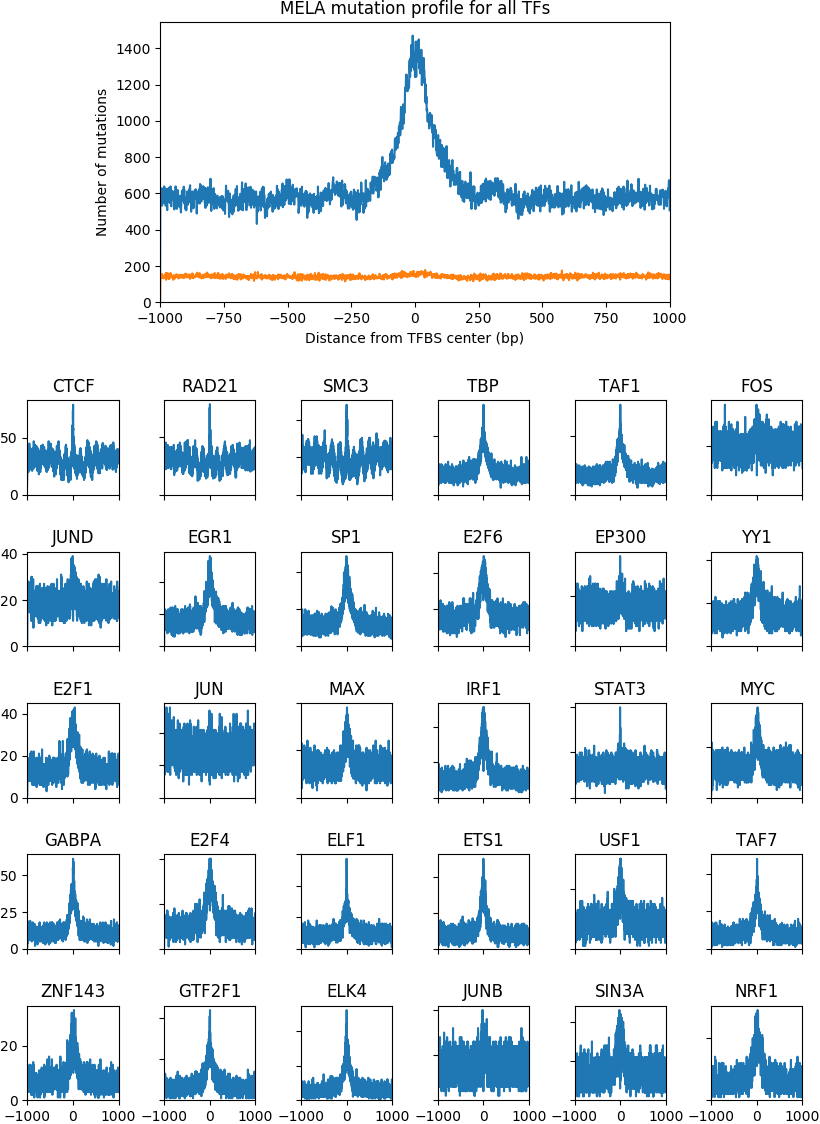 MELA mutation profile for all TFs
1400
1200
1000
800
600
400
200
0
Number of mutations
−1000 −750 −500 −250 0 250 500 750 1000
Distance from TFBS center (bp)
CTCF RAD21 SMC3 TBP TAF1 FOS
50
0
JUND EGR1 SP1 E2F6 EP300 YY1
40
20
0
E2F1 JUN MAX IRF1 STAT3 MYC
40
20
0
GABPA E2F4 ELF1 ETS1 USF1 TAF7
50
25
0
ZNF143 GTF2F1 ELK4 JUNB SIN3A NRF1
20
0
−1000 0 1000 −1000 0 1000 −1000 0 1000 −1000 0 1000 −1000 0 1000 −1000 0 1000